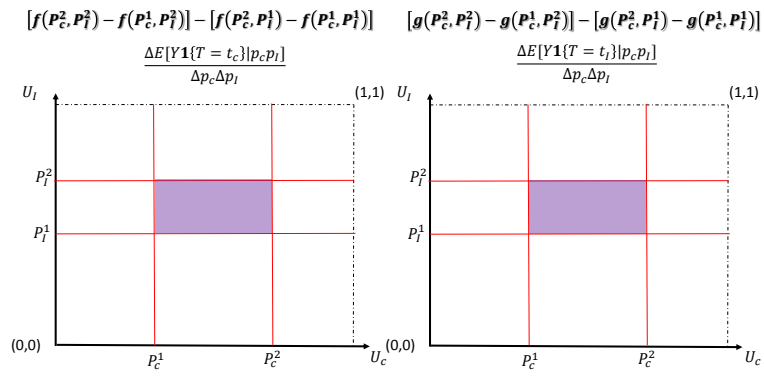 [f(P_c^2, P_I^2) − f(P_c^1, P_I^2)] − [f(P_c^2, P_I^1) − f(P_c^1, P_I^1)]
ΔE[Y1{T = t_c}|p_c p_I]
Δp_c Δp_I
U_I
(1,1)
P_I^2
P_I^1
(0,0)
P_c^1
P_c^2
U_c
[g(P_c^2, P_I^2) − g(P_c^1, P_I^2)] − [g(P_c^2, P_I^1) − g(P_c^1, P_I^1)]
ΔE[Y1{T = t_I}|p_c p_I]
Δp_c Δp_I
U_I
(1,1)
P_I^2
P_I^1
(0,0)
P_c^1
P_c^2
U_c